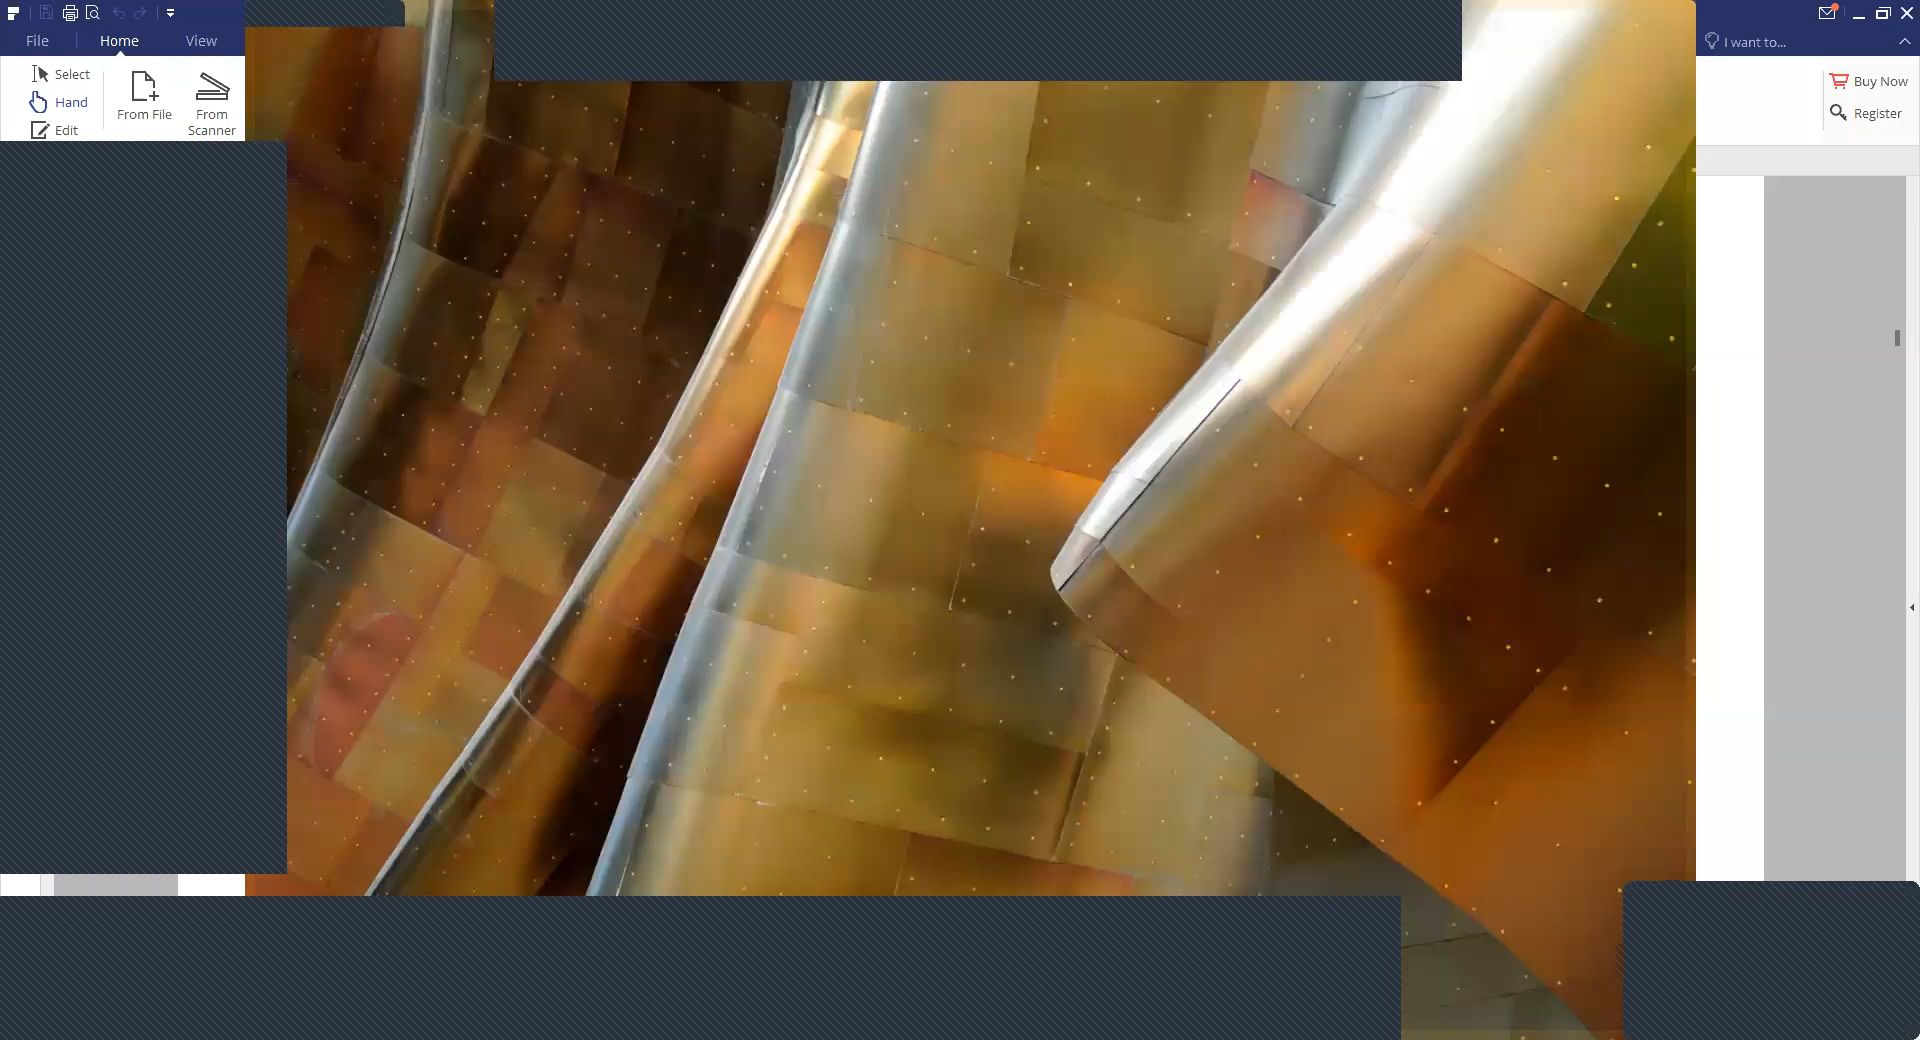 File
Home
View
I want to...
Select
Hand
Edit
From File
From
Scanner
Buy Now
Register